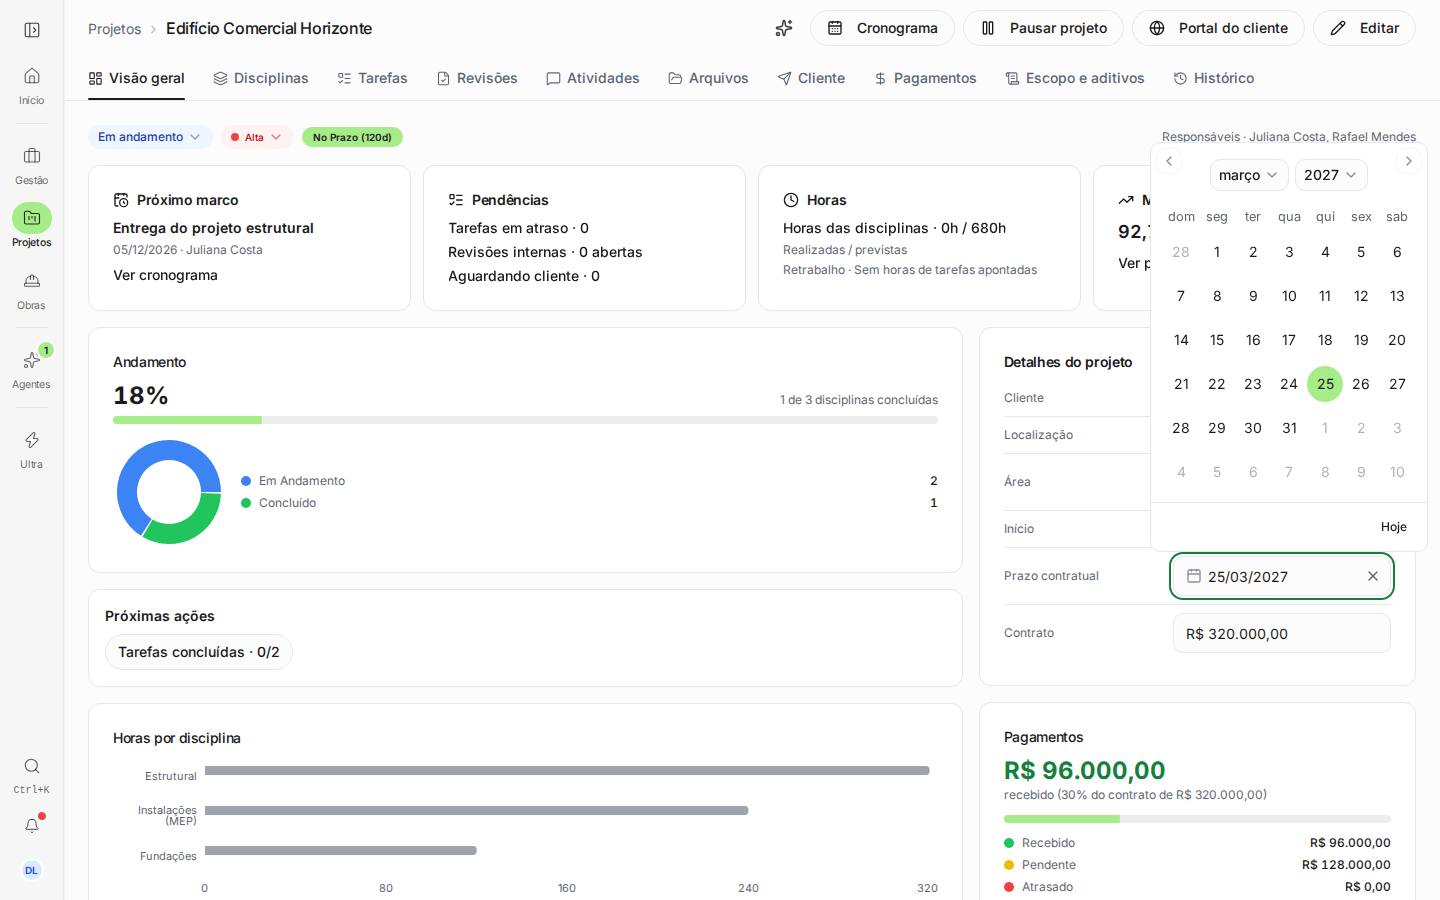 Projetos
Edifício Comercial Horizonte
Cronograma
Pausar projeto
Portal do cliente
Editar
Início
Gestão
Projetos
Obras
1
Agentes
Ultra
Ctrl+K
DL
Visão geral
Disciplinas
Tarefas
Revisões
Atividades
Arquivos
Cliente
Pagamentos
Escopo e aditivos
Histórico
Em andamento
Alta
No Prazo (120d)
Responsáveis · Juliana Costa, Rafael Mendes
Próximo marco
Entrega do projeto estrutural
05/12/2026 · Juliana Costa
Ver cronograma
Pendências
Tarefas em atraso · 0
Revisões internas · 0 abertas
Aguardando cliente · 0
Horas
Horas das disciplinas · 0h / 680h
Realizadas / previstas
Retrabalho · Sem horas de tarefas apontadas
92,
Ver
março
2027
dom seg ter qua qui sex sab
28 1 2 3 4 5 6
7 8 9 10 11 12 13
14 15 16 17 18 19 20
21 22 23 24 25 26 27
28 29 30 31 1 2 3
4 5 6 7 8 9 10
Hoje
Andamento
18%
1 de 3 disciplinas concluídas
Em Andamento
2
Concluído
1
Próximas ações
Tarefas concluídas · 0/2
Horas por disciplina
Estrutural
Instalações
(MEP)
Fundações
0 80 160 240 320
Detalhes do projeto
Cliente
Localização
Área
Início
Prazo contratual
25/03/2027
Contrato
R$ 320.000,00
Pagamentos
R$ 96.000,00
recebido (30% do contrato de R$ 320.000,00)
Recebido
R$ 96.000,00
Pendente
R$ 128.000,00
Atrasado
R$ 0,00